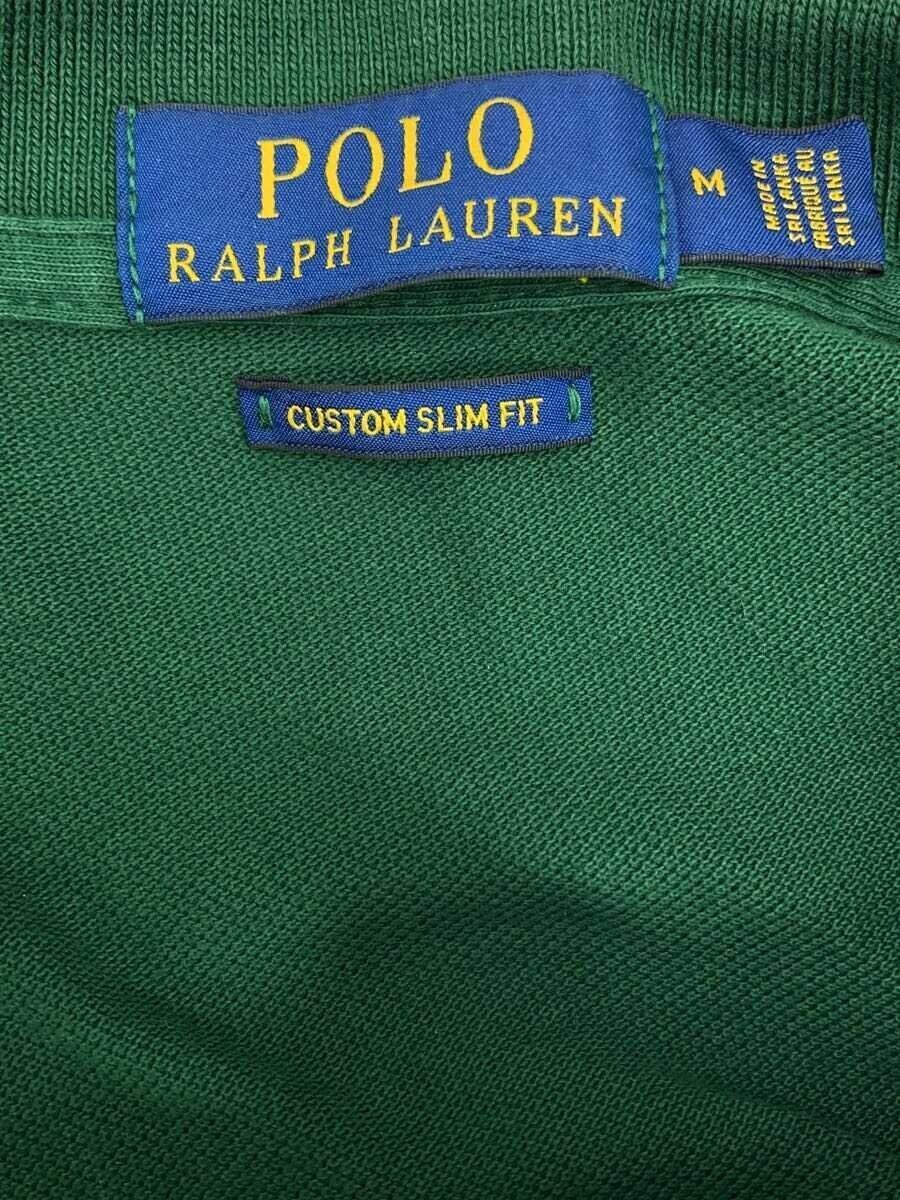 POLO
RALPH LAUREN
M
MADE IN
SRI LANKA
FABRIQUÉ AU
SRI LANKA
CUSTOM SLIM FIT